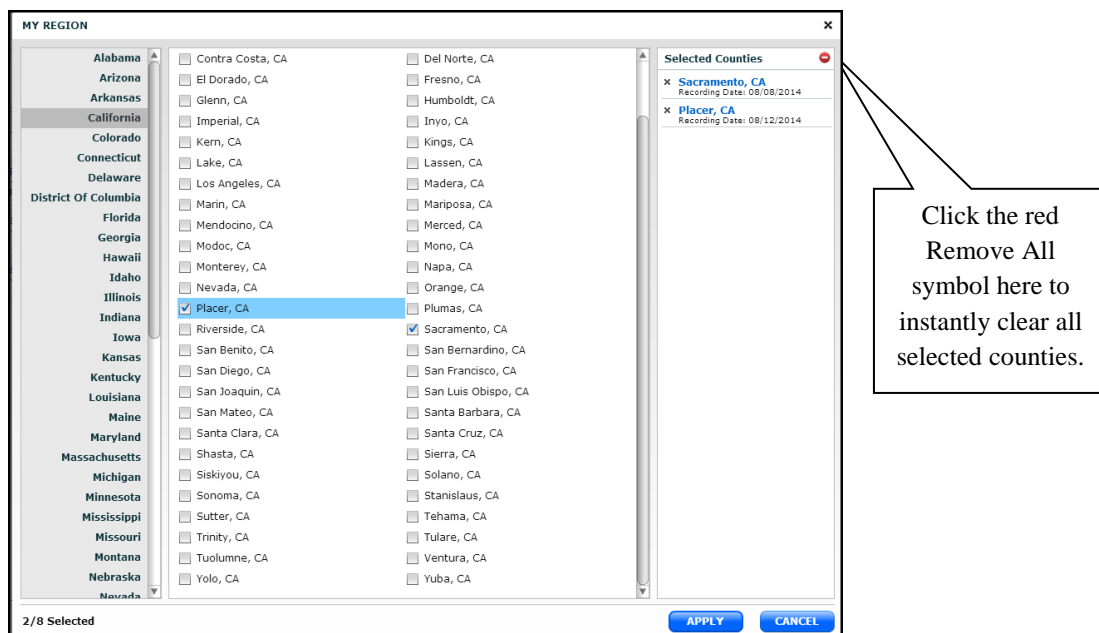 MY REGION ×
Alabama
Arizona
Arkansas
California
Colorado
Connecticut
Delaware
District Of Columbia
Florida
Georgia
Hawaii
Idaho
Illinois
Indiana
Iowa
Kansas
Kentucky
Louisiana
Maine
Maryland
Massachusetts
Michigan
Minnesota
Mississippi
Missouri
Montana
Nebraska
Nevada
Contra Costa, CA Del Norte, CA
El Dorado, CA Fresno, CA
Glenn, CA Humboldt, CA
Imperial, CA Inyo, CA
Kern, CA Kings, CA
Lake, CA Lassen, CA
Los Angeles, CA Madera, CA
Marin, CA Mariposa, CA
Mendocino, CA Merced, CA
Modoc, CA Mono, CA
Monterey, CA Napa, CA
Nevada, CA Orange, CA
Placer, CA Plumas, CA
Riverside, CA Sacramento, CA
San Benito, CA San Bernardino, CA
San Diego, CA San Francisco, CA
San Joaquin, CA San Luis Obispo, CA
San Mateo, CA Santa Barbara, CA
Santa Clara, CA Santa Cruz, CA
Shasta, CA Sierra, CA
Siskiyou, CA Solano, CA
Sonoma, CA Stanislaus, CA
Sutter, CA Tehama, CA
Trinity, CA Tulare, CA
Tuolumne, CA Ventura, CA
Yolo, CA Yuba, CA
Selected Counties
× Sacramento, CA
Recording Date: 08/08/2014
× Placer, CA
Recording Date: 08/12/2014
2/8 Selected
APPLY CANCEL
Click the red
Remove All
symbol here to
instantly clear all
selected counties.